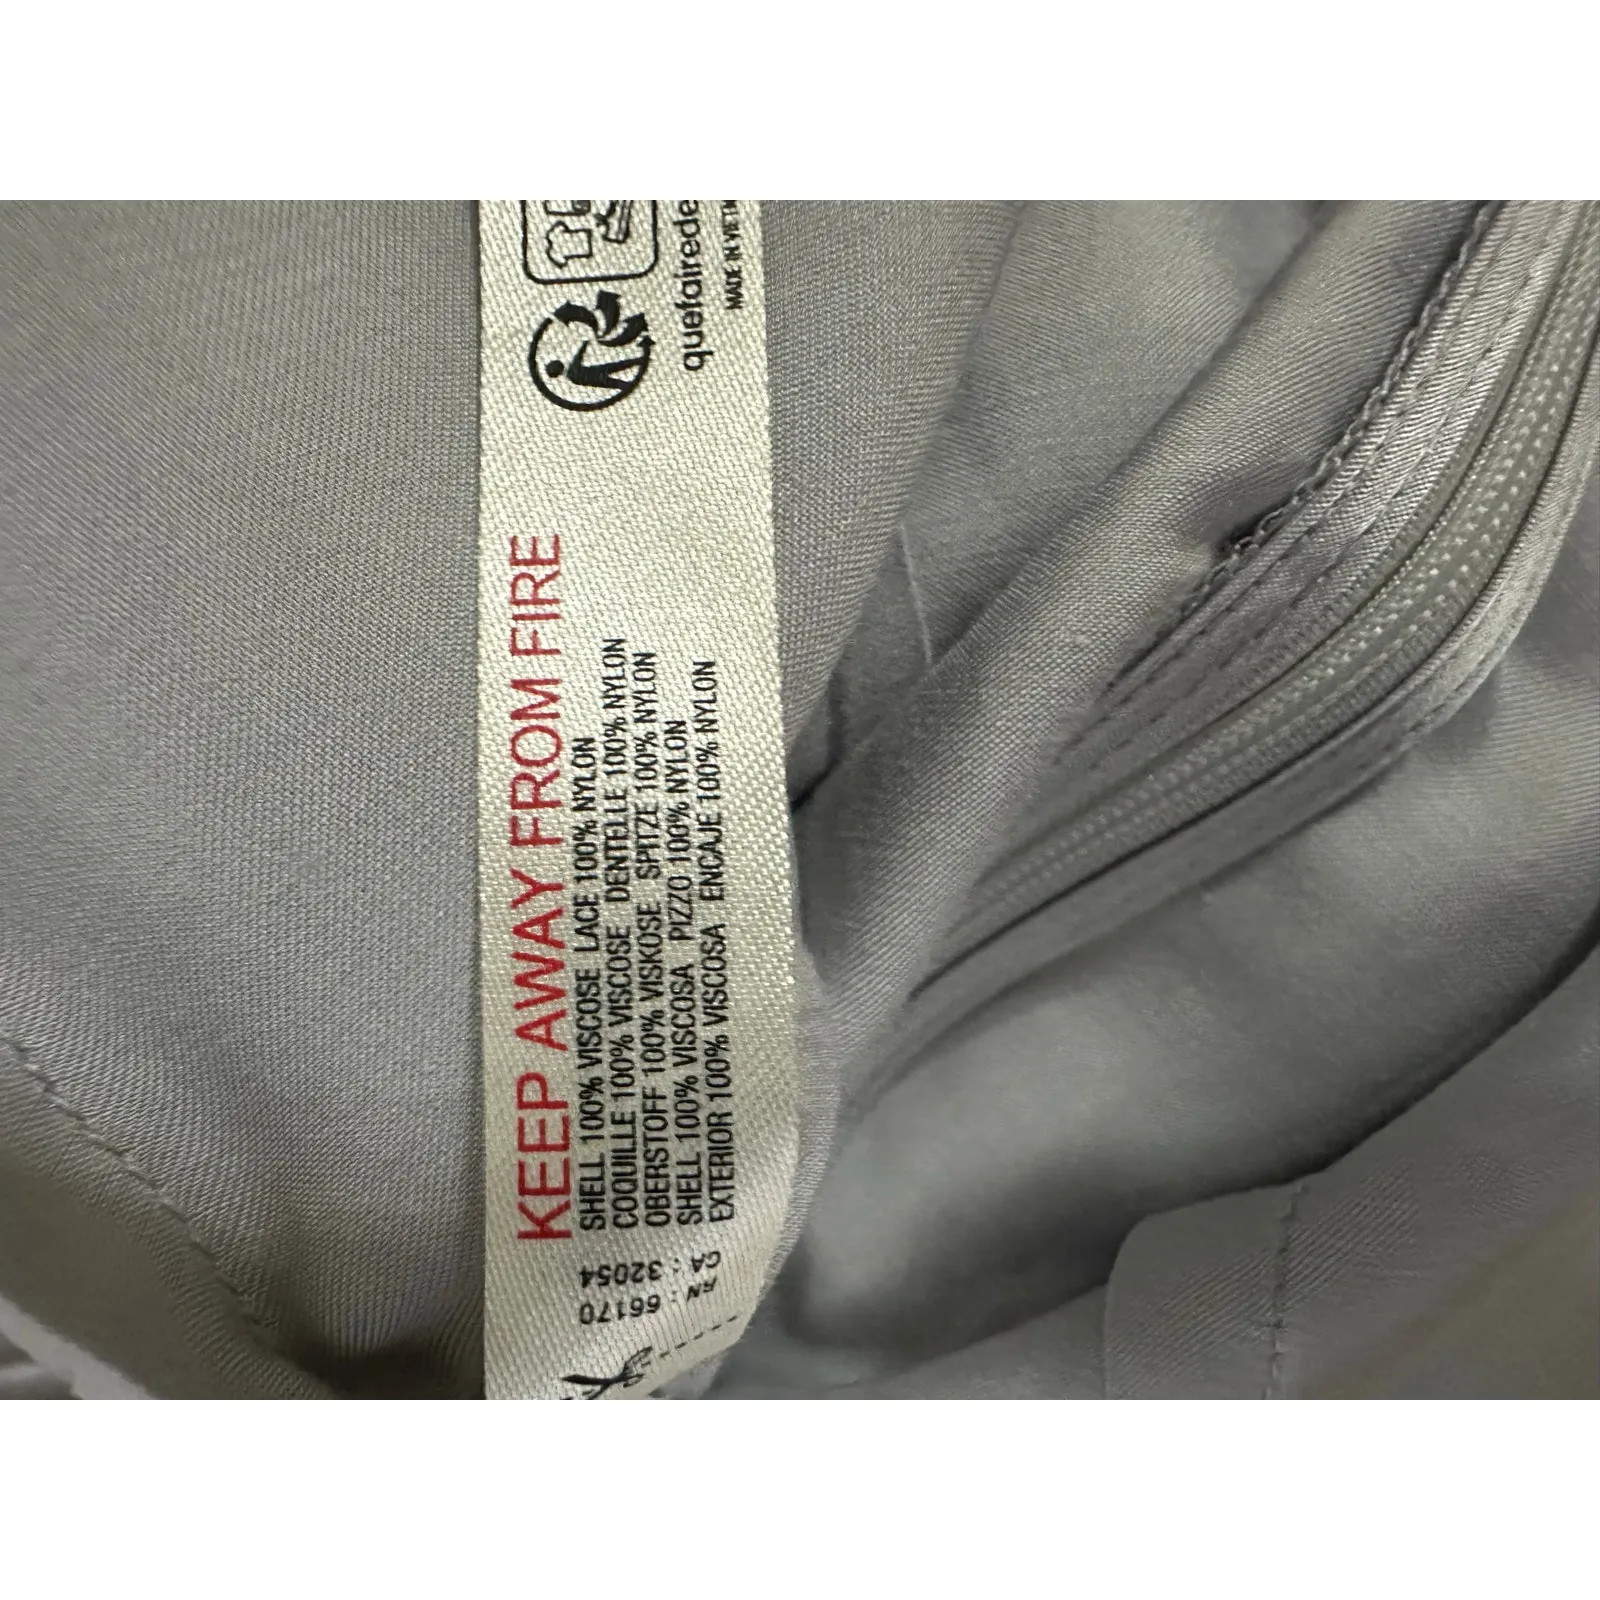 quefairede
MADE IN VIETN
KEEP AWAY FROM FIRE
SHELL 100% VISCOSE LACE 100% NYLON
COQUILLE 100% VISCOSE DENTELLE 100% NYLON
OBERSTOFF 100% VISKOSE SPITZE 100% NYLON
SHELL 100% VISCOSA PIZZO 100% NYLON
EXTERIOR 100% VISCOSA ENCAJE 100% NYLON
RN : 66170
CA : 32054